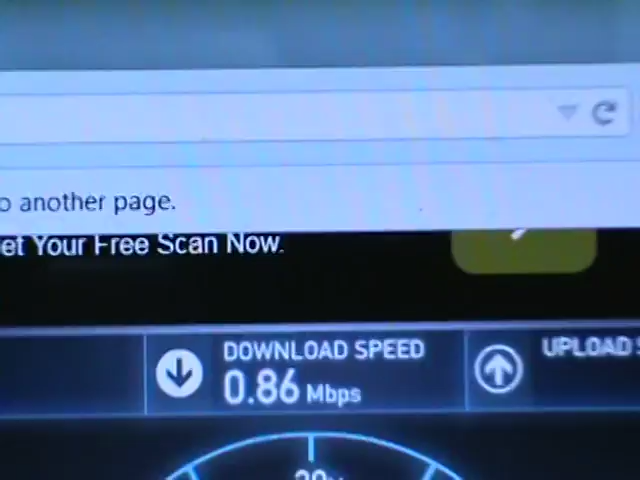 o another page.
et Your Free Scan Now.
DOWNLOAD SPEED
0.86 Mbps
UPLOAD S